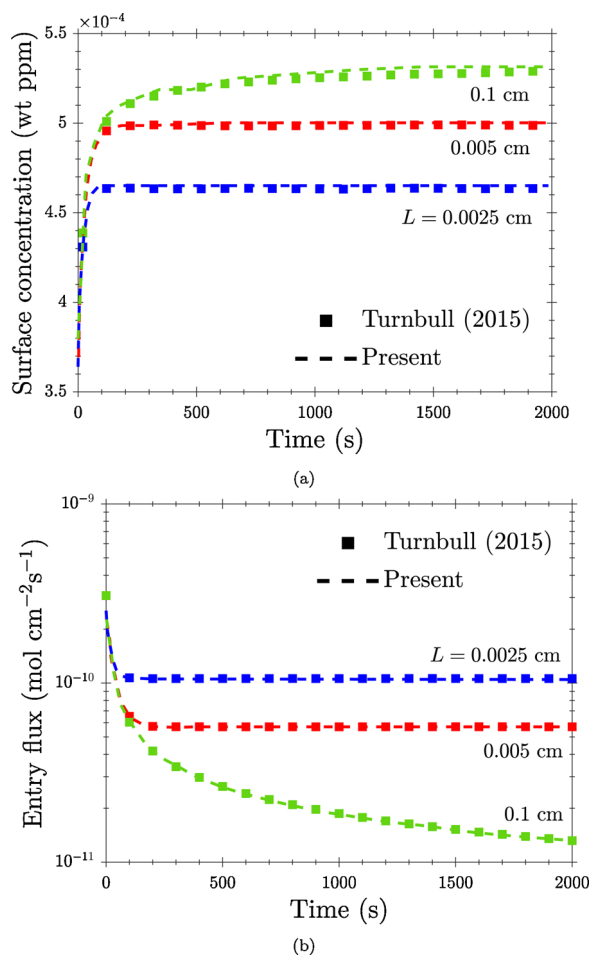 ×10⁻⁴
5.5
5
4.5
4
3.5
Surface concentration (wt ppm)
0.1 cm
0.005 cm
L = 0.0025 cm
Turnbull (2015)
Present
0 500 1000 1500 2000
Time (s)
(a)
10⁻⁹
10⁻¹⁰
10⁻¹¹
Entry flux (mol cm⁻²s⁻¹)
Turnbull (2015)
Present
L = 0.0025 cm
0.005 cm
0.1 cm
0 500 1000 1500 2000
Time (s)
(b)